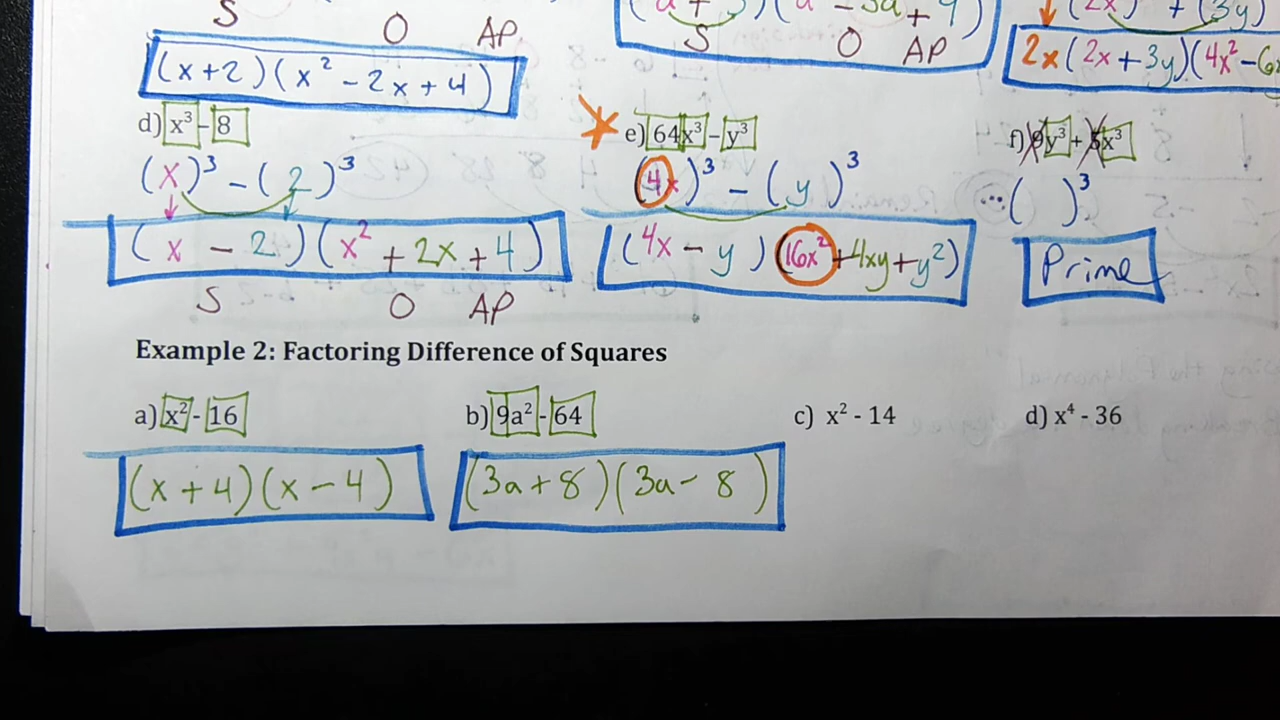 S O AP (a + 3)(a² - 3a + 9) (2x)³ + (3y)
(x+2)(x² - 2x + 4) S O AP 2x(2x+3y)(4x² - 6x
d) x³ - 8 e) 64x³ - y³ f) 9y³ + 5x³
(x)³ - (2)³ (4x)³ - (y)³ ...( )³
(x - 2)(x² + 2x + 4) (4x - y)(16x² + 4xy + y²) Prime
S O AP
Example 2: Factoring Difference of Squares
a) x² - 16 b) 9a² - 64 c) x² - 14 d) x⁴ - 36
(x + 4)(x - 4) (3a + 8)(3a - 8)